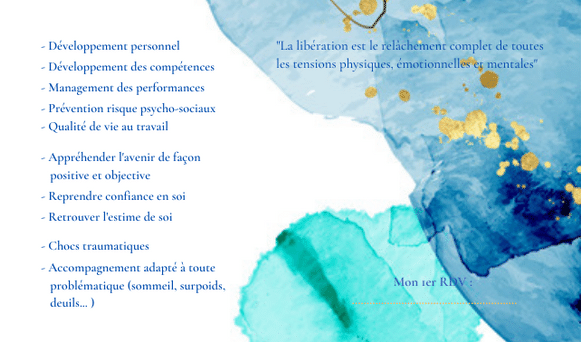 - Développement personnel
- Développement des compétences
- Management des performances
- Prévention risque psycho-sociaux
- Qualité de vie au travail
- Appréhender l'avenir de façon
positive et objective
- Reprendre confiance en soi
- Retrouver l'estime de soi
- Chocs traumatiques
- Accompagnement adapté à toute
problématique (sommeil, surpoids,
deuils... )
"La libération est le relâchement complet de toutes
les tensions physiques, émotionnelles et mentales"
Mon 1er RDV :